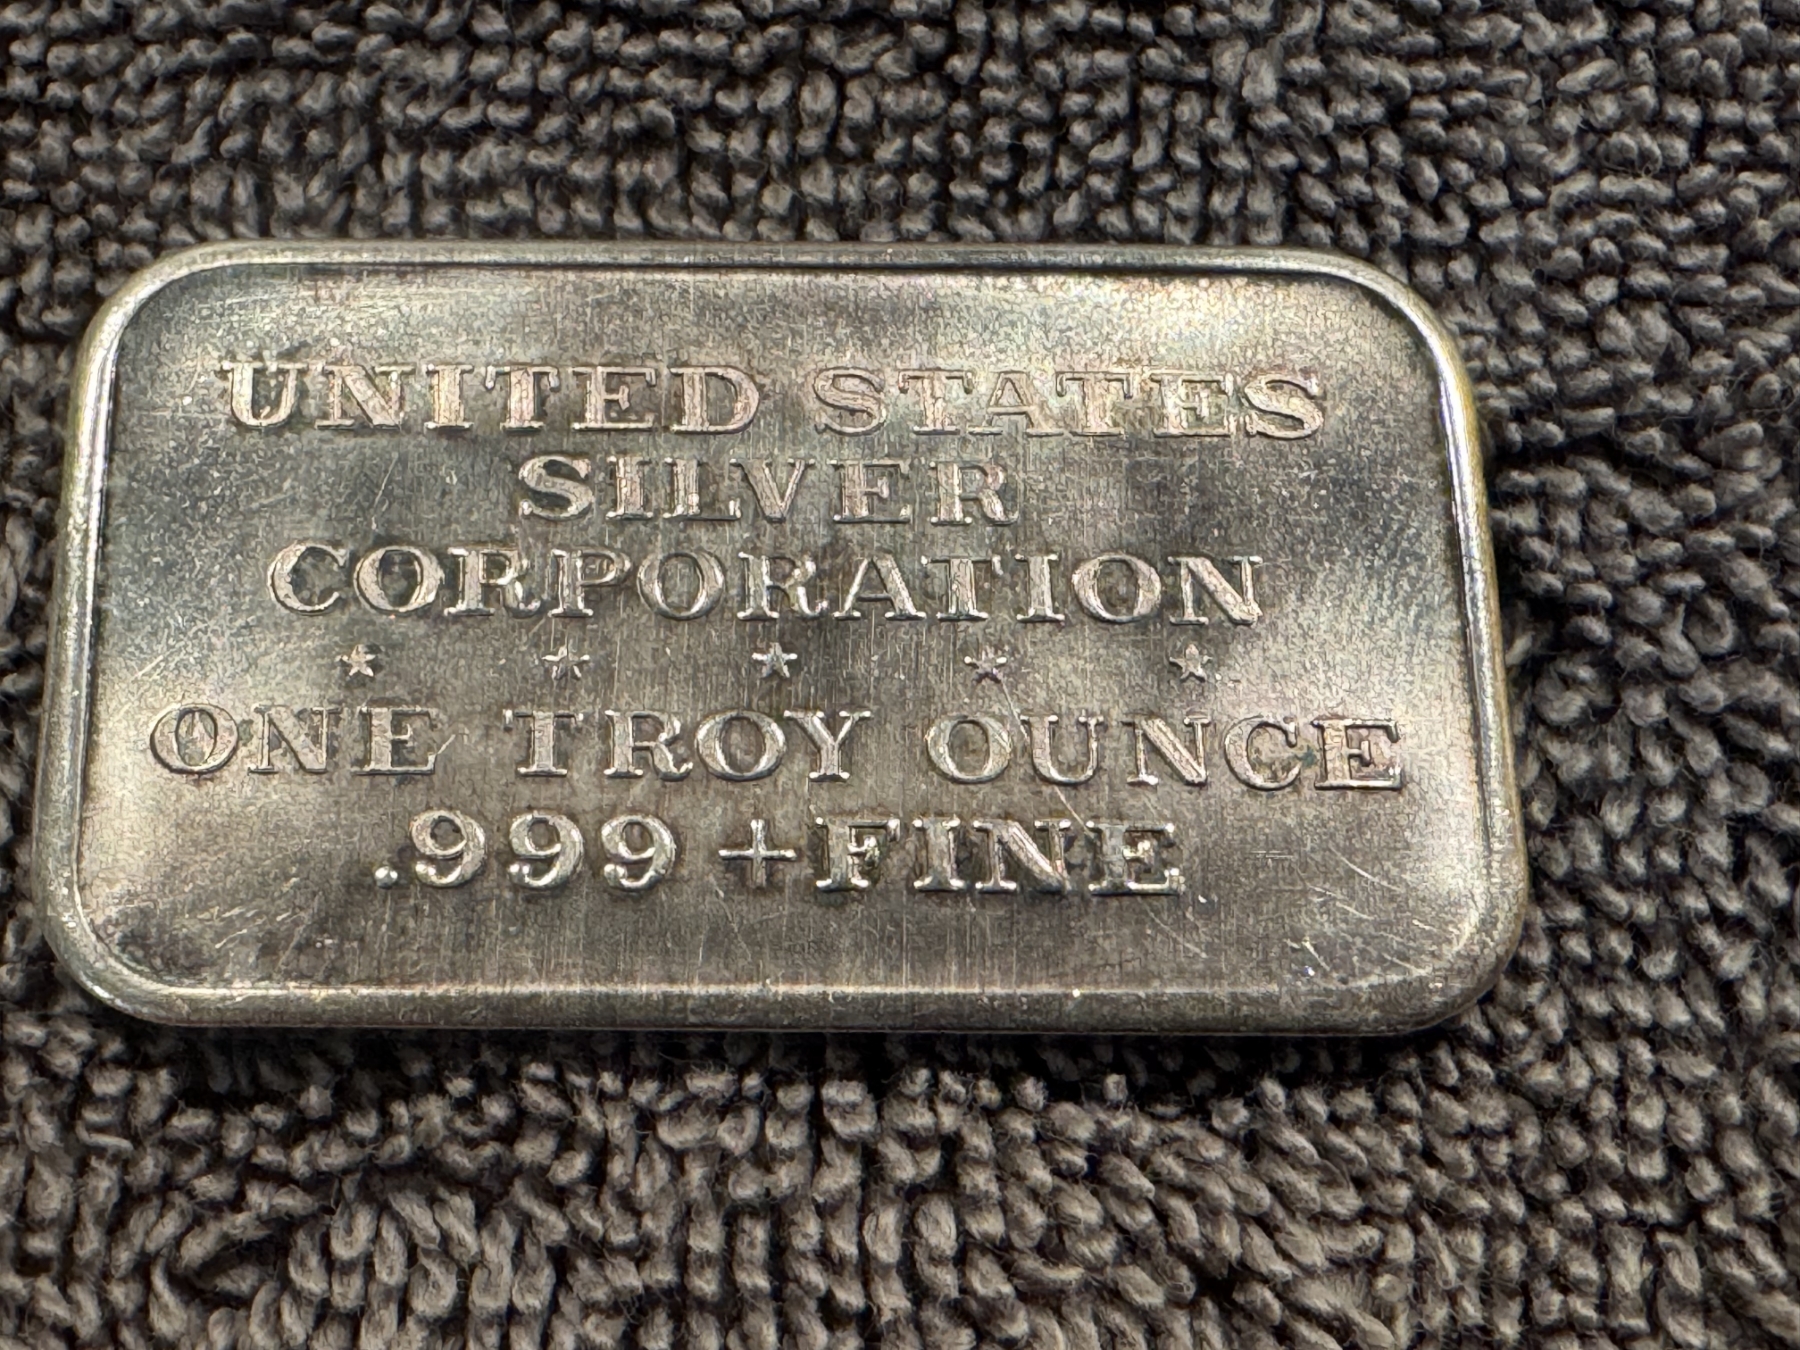 UNITED STATES
SILVER
CORPORATION
★ ★ ★ ★ ★
ONE TROY OUNCE
.999 + FINE